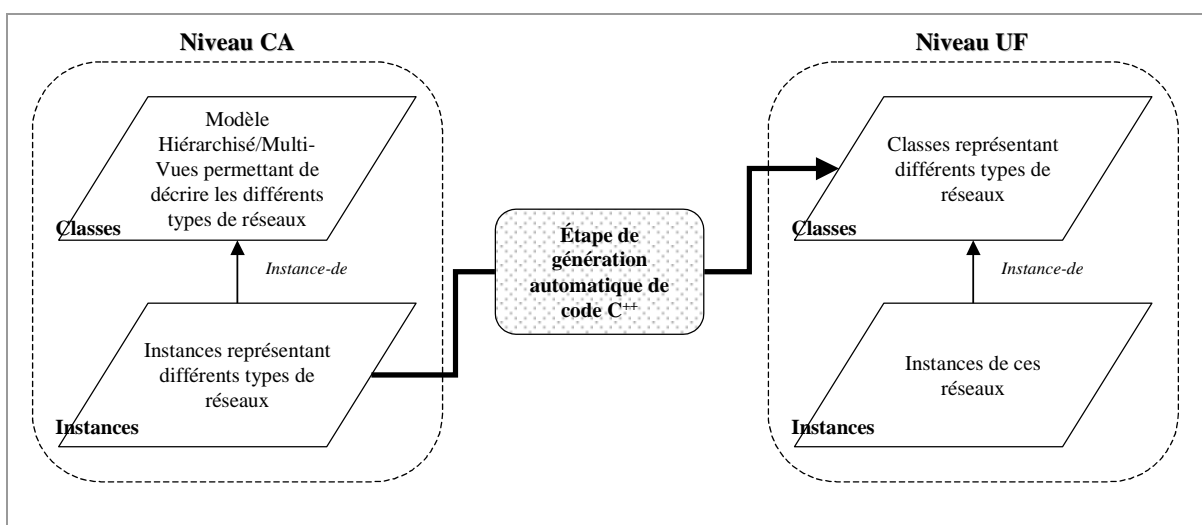 Niveau CA
Modèle
Hiérarchisé/Multi-
Vues permettant de
décrire les différents
types de réseaux
Classes
Instance-de
Instances représentant
différents types de
réseaux
Instances
Étape de
génération
automatique de
code C++
Niveau UF
Classes représentant
différents types de
réseaux
Classes
Instance-de
Instances de ces
réseaux
Instances